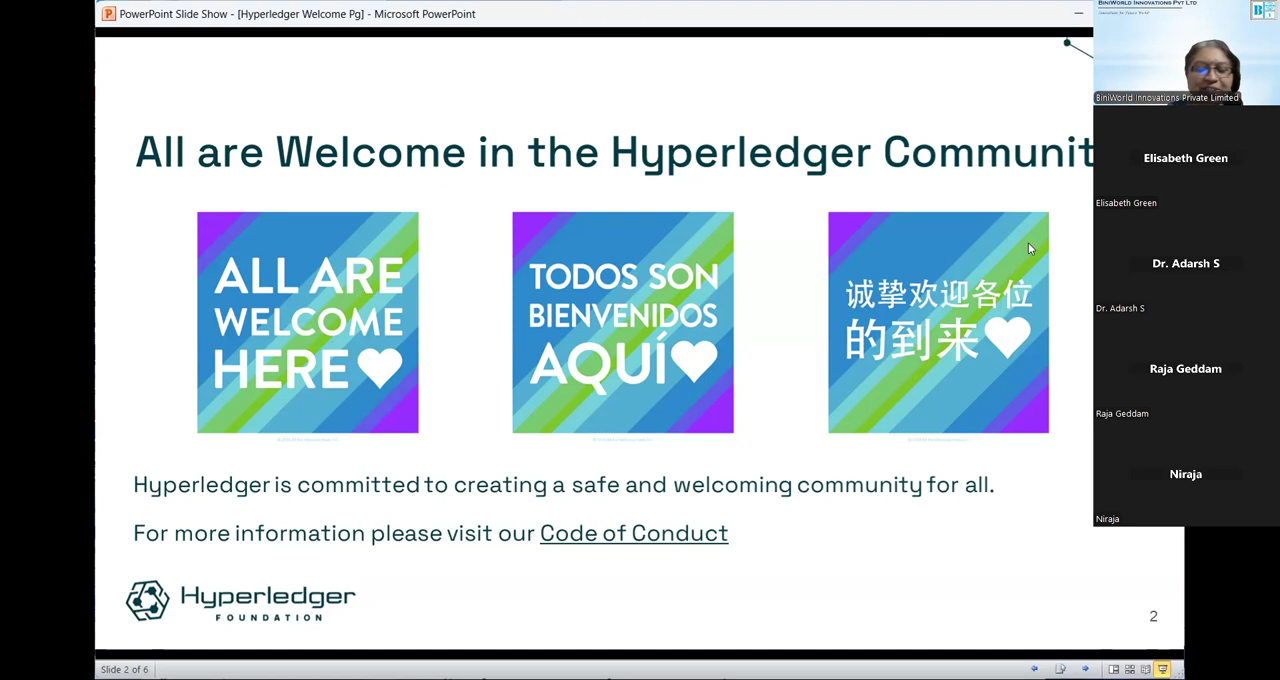 PowerPoint Slide Show - [Hyperledger Welcome Pg] - Microsoft PowerPoint
BINIWORLD INNOVATIONS PVT LTD
BiniWorld Innovations Private Limited
All are Welcome in the Hyperledger Communit
ALL ARE
WELCOME
HERE
TODOS SON
BIENVENIDOS
AQUÍ
诚挚欢迎各位
的到来
Hyperledger is committed to creating a safe and welcoming community for all.
For more information please visit our Code of Conduct
Hyperledger
FOUNDATION
2
Slide 2 of 6
Elisabeth Green
Elisabeth Green
Dr. Adarsh S
Dr. Adarsh S
Raja Geddam
Raja Geddam
Niraja
Niraja